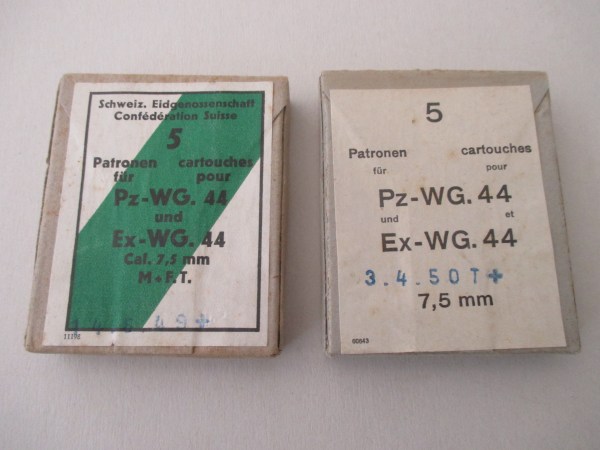 Schweiz. Eidgenossenschaft
Confédération Suisse
5
Patronen cartouches
für pour
Pz-WG. 44
und
Ex-WG. 44
Cal. 7,5 mm
M+F.T.
5
Patronen cartouches
für pour
Pz-WG. 44
und et
Ex-WG. 44
3.4.50T+
7,5 mm
60643